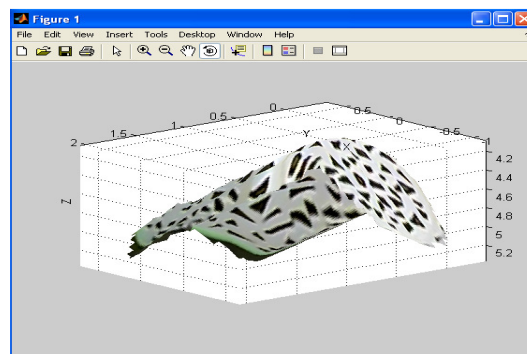 Figure 1
File Edit View Insert Tools Desktop Window Help
2 1.5 1 0.5 0 0.5 0 -0.5 -1
Y X
Z
4.2
4.4
4.6
4.8
5
5.2